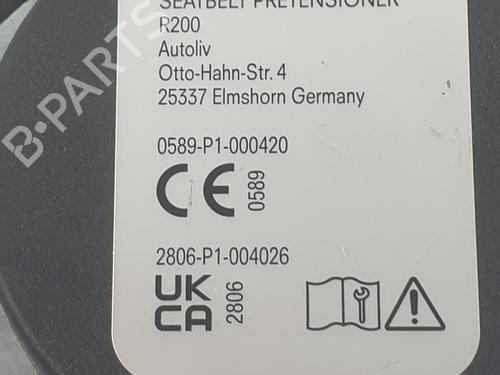 SEATBELT PRETENSIONER
R200
Autoliv
Otto-Hahn-Str. 4
25337 Elmshorn Germany
0589-P1-000420
CE 0589
2806-P1-004026
UK
CA 2806
B-PARTS